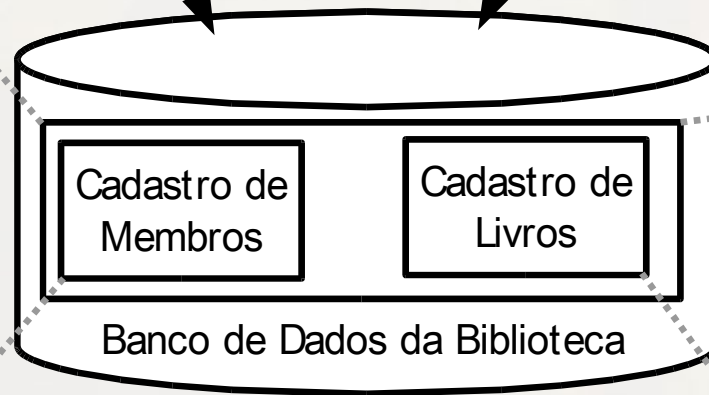 Cadastro de
Membros
Cadastro de
Livros
Banco de Dados da Biblioteca